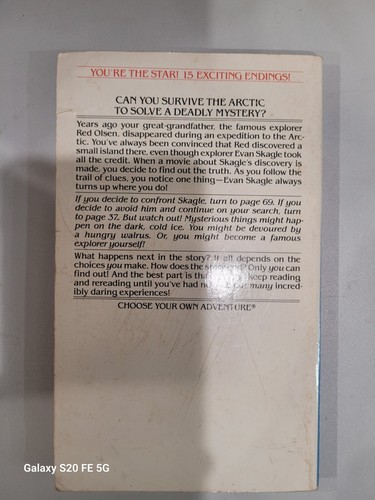 YOU'RE THE STAR! 15 EXCITING ENDINGS!
CAN YOU SURVIVE THE ARCTIC
TO SOLVE A DEADLY MYSTERY?
Years ago your great-grandfather, the famous explorer
Red Olsen, disappeared during an expedition to the Arc-
tic. You've always been convinced that Red discovered a
small island there, even though explorer Evan Skagle took
all the credit. When a movie about Skagle's discovery is
made, you decide to find out the truth. As you follow the
trail of clues, you notice one thing—Evan Skagle always
turns up where you do!
If you decide to confront Skagle, turn to page 69. If you
decide to avoid him and continue on your search, turn
to page 37. But watch out! Mysterious things might hap-
pen on the dark, cold ice. You might be devoured by
a hungry walrus. Or, you might become a famous
explorer yourself!
What happens next in the story? It all depends on the
choices you make. How does the story end? Only you can
find out! And the best part is that keep reading
and rereading until you've had not many incred-
ibly daring experiences!
CHOOSE YOUR OWN ADVENTURE®
Galaxy S20 FE 5G